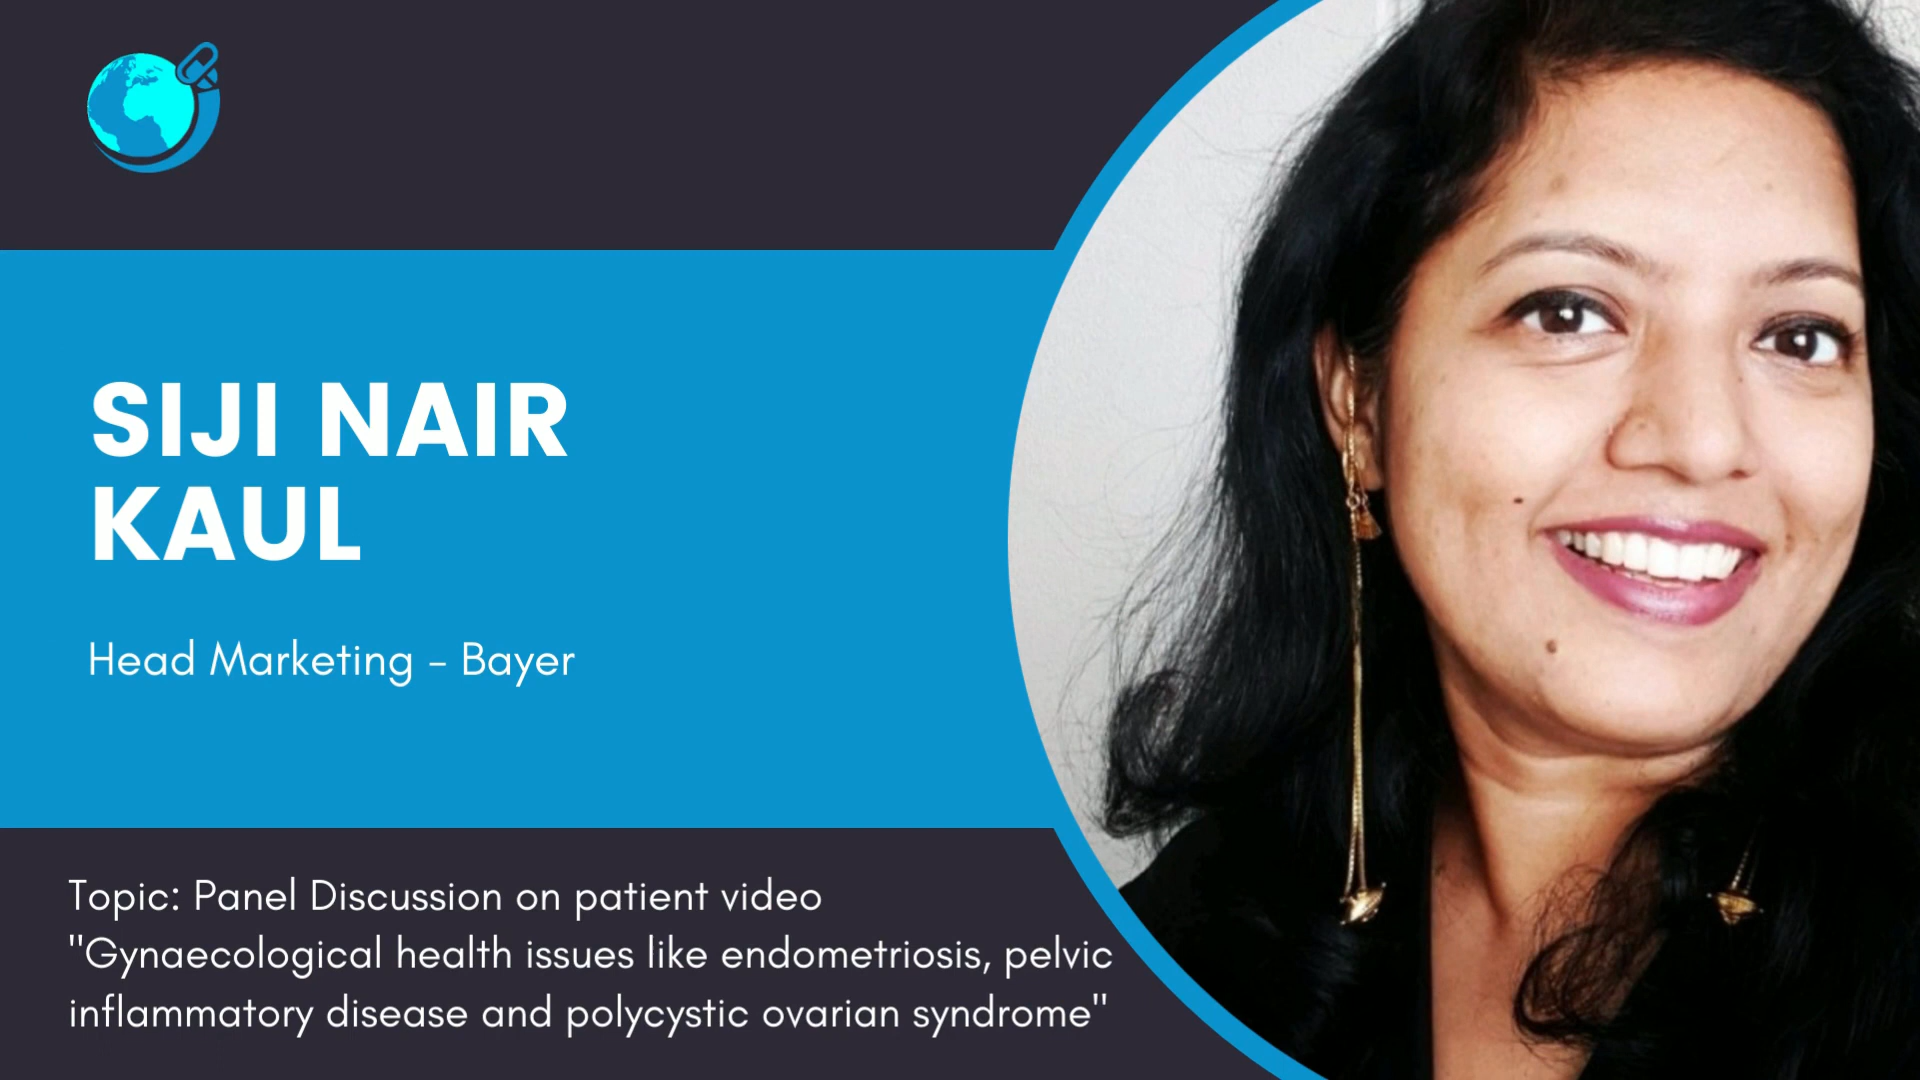 SIJI NAIR
KAUL
Head Marketing - Bayer
Topic: Panel Discussion on patient video
"Gynaecological health issues like endometriosis, pelvic
inflammatory disease and polycystic ovarian syndrome"